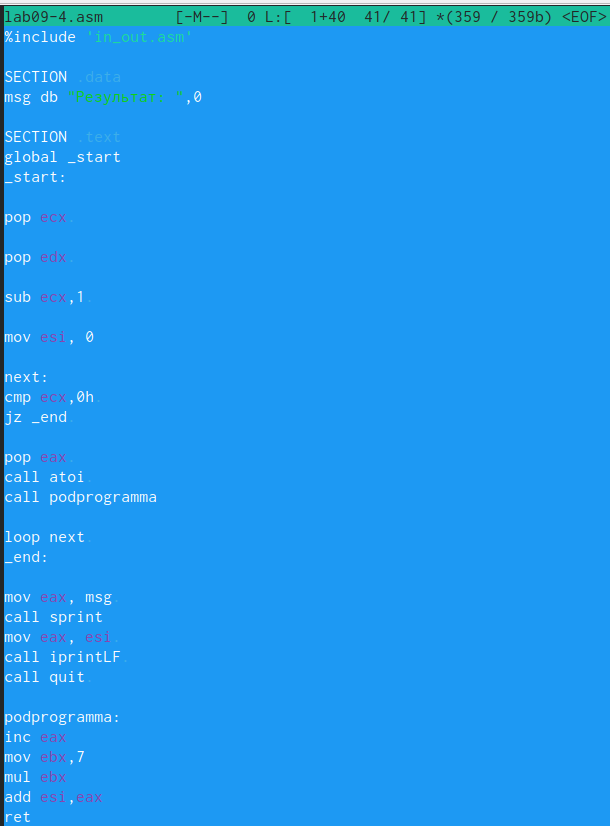 lab09-4.asm [-M--] 0 L:[ 1+40 41/ 41] *(359 / 359b) <EOF>
%include 'in_out.asm'
SECTION .data
msg db "Результат: ",0
SECTION .text
global _start
_start:
pop ecx.
pop edx.
sub ecx,1.
mov esi, 0
next:
cmp ecx,0h.
jz _end.
pop eax.
call atoi.
call podprogramma
loop next.
_end:
mov eax, msg.
call sprint
mov eax, esi.
call iprintLF.
call quit.
podprogramma:
inc eax
mov ebx,7
mul ebx
add esi,eax
ret